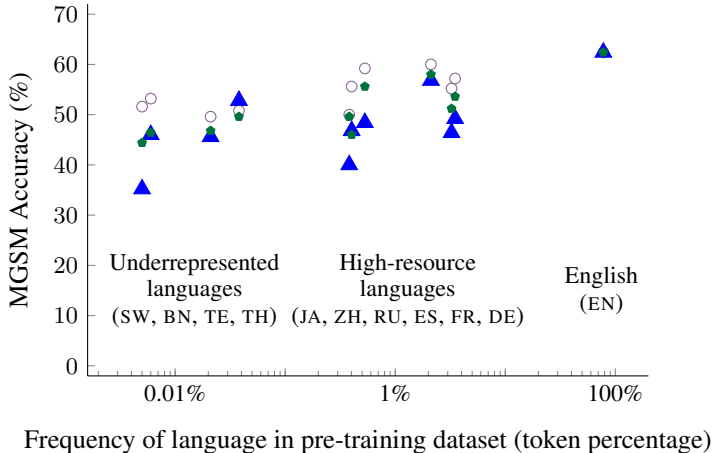 70
60
50
40
30
20
10
0
MGSM Accuracy (%)
Underrepresented
languages
(SW, BN, TE, TH)
High-resource
languages
(JA, ZH, RU, ES, FR, DE)
English
(EN)
0.01%
1%
100%
Frequency of language in pre-training dataset (token percentage)